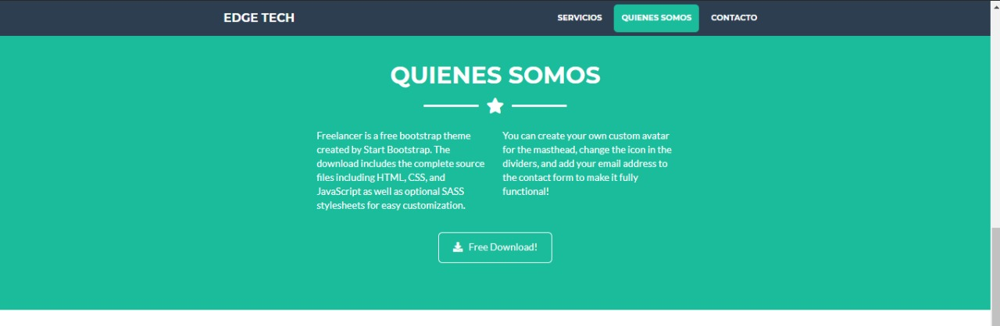 EDGE TECH
SERVICIOS
QUIENES SOMOS
CONTACTO
QUIENES SOMOS
Freelancer is a free bootstrap theme
created by Start Bootstrap. The
download includes the complete source
files including HTML, CSS, and
JavaScript as well as optional SASS
stylesheets for easy customization.
You can create your own custom avatar
for the masthead, change the icon in the
dividers, and add your email address to
the contact form to make it fully
functional!
Free Download!